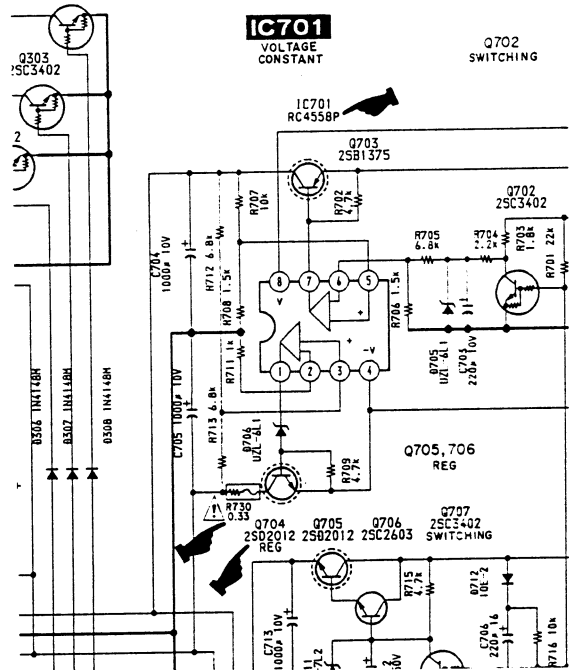 IC701
VOLTAGE
CONSTANT
Q702
SWITCHING
Q303
2SC3402
IC701
RC4558P
Q703
2SB1375
2
Q702
2SC3402
R707
10k
R702
4.7k
R705
6.8k
R704
2.2k
R703
1.8k
R701 22k
C704
1000µ 10V
R712 6.8k
R708 1.5k
8
7
6
5
V
+
R706 1.5k
+
-V
1
2
3
4
R711 1k
D705
UZL-6L1
C703
220µ 10V
D306 1N4148M
D307 1N4148M
D308 1N4148M
C705 1000µ 10V
R713 6.8k
D706
UZL-6L1
R709
4.7k
Q705,706
REG
R730
0.33
Q704
2SD2012
REG
Q705
2SD2012
Q706
2SC2603
Q707
2SC3402
SWITCHING
R715
4.7k
D712
10E-2
C713
1000µ 10V
C706
220µ 16
R716 10k